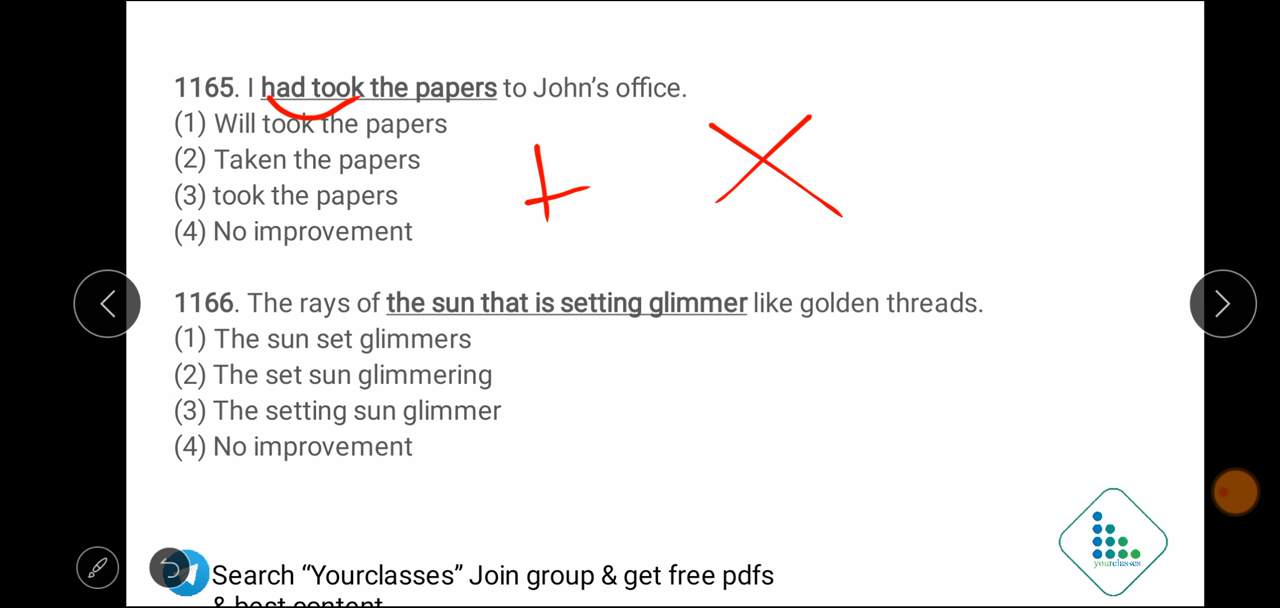 1165. I had took the papers to John’s office.
(1) Will took the papers
(2) Taken the papers
(3) took the papers
(4) No improvement
1166. The rays of the sun that is setting glimmer like golden threads.
(1) The sun set glimmers
(2) The set sun glimmering
(3) The setting sun glimmer
(4) No improvement
yourclasses
Search “Yourclasses” Join group & get free pdfs
& best content